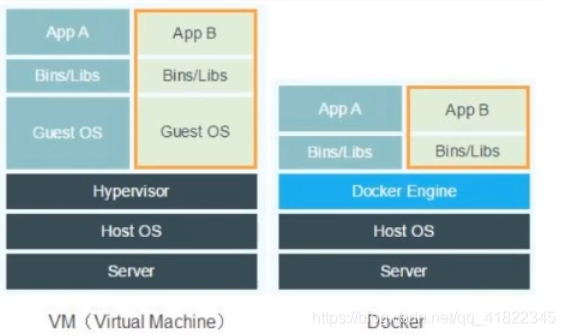 App A
App B
Bins/Libs
Bins/Libs
Guest OS
Guest OS
Hypervisor
Host OS
Server
VM（Virtual Machine）
App A
App B
Bins/Libs
Bins/Libs
Docker Engine
Host OS
Server
Docker
https://blog.csdn.net/qq_41822345